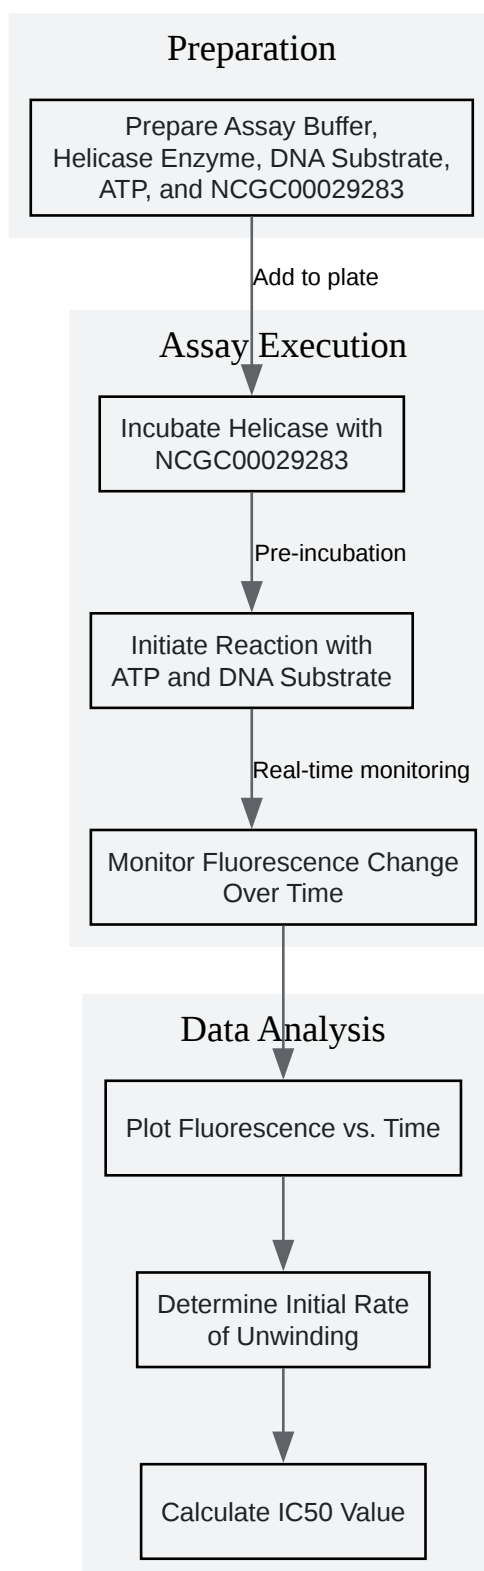 Preparation
Prepare Assay Buffer,
Helicase Enzyme, DNA Substrate,
ATP, and NCGC00029283
Add to plate
Assay Execution
Incubate Helicase with
NCGC00029283
Pre-incubation
Initiate Reaction with
ATP and DNA Substrate
Real-time monitoring
Monitor Fluorescence Change
Over Time
Data Analysis
Plot Fluorescence vs. Time
Determine Initial Rate
of Unwinding
Calculate IC50 Value